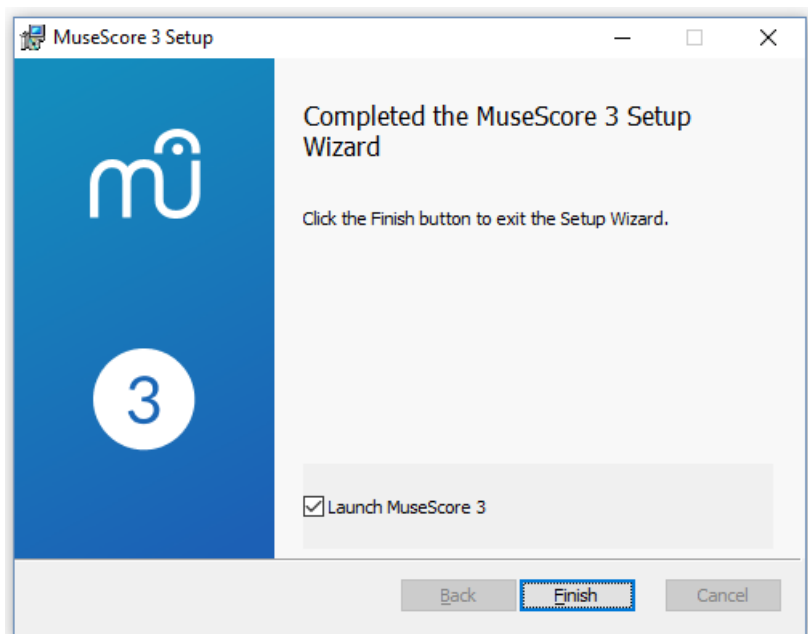 MuseScore 3 Setup
Completed the MuseScore 3 Setup
Wizard
Click the Finish button to exit the Setup Wizard.
3
Launch MuseScore 3
Back Finish Cancel